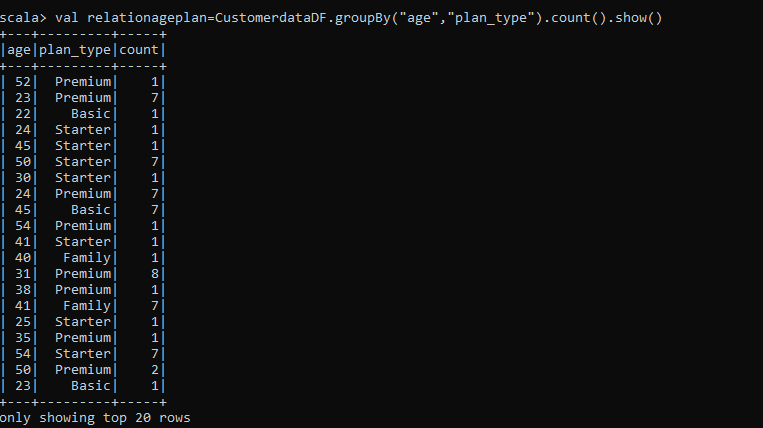 scala> val relationageplan=CustomerdataDF.groupBy("age","plan_type").count().show()
+---+---------+-----+
|age|plan_type|count|
+---+---------+-----+
| 52|  Premium|    1|
| 23|  Premium|    7|
| 22|    Basic|    1|
| 24|  Starter|    1|
| 45|  Starter|    1|
| 50|  Starter|    7|
| 30|  Starter|    1|
| 24|  Premium|    7|
| 45|    Basic|    7|
| 54|  Premium|    1|
| 41|  Starter|    1|
| 40|   Family|    1|
| 31|  Premium|    8|
| 38|  Premium|    1|
| 41|   Family|    7|
| 25|  Starter|    1|
| 35|  Premium|    1|
| 54|  Starter|    7|
| 50|  Premium|    2|
| 23|    Basic|    1|
+---+---------+-----+
only showing top 20 rows